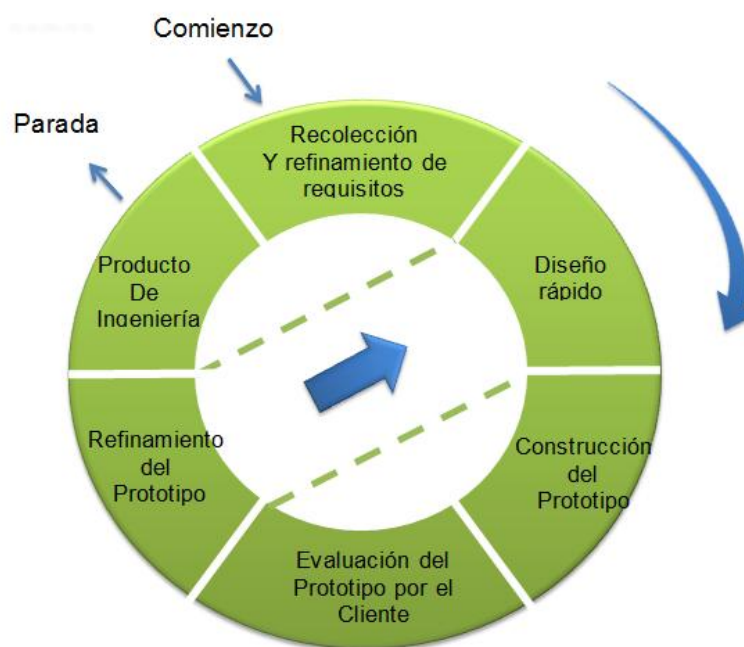 Comienzo
Parada
Recolección
Y refinamiento de
requisitos
Diseño
rápido
Construcción
del
Prototipo
Evaluación del
Prototipo por el
Cliente
Refinamiento
del
Prototipo
Producto
De
Ingeniería